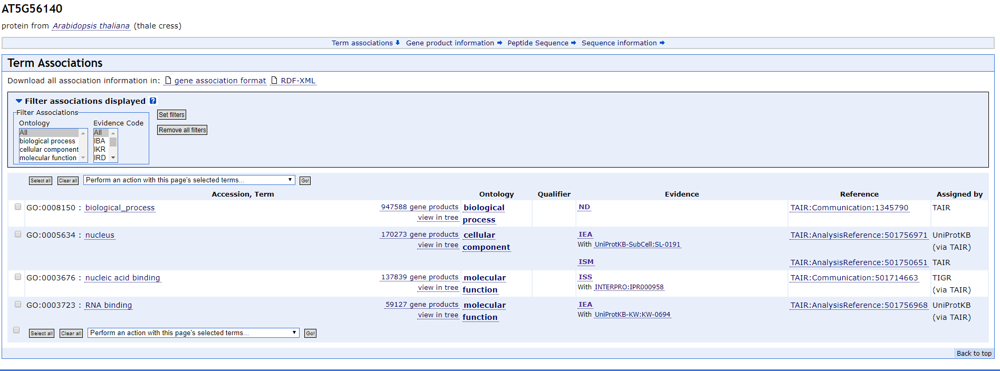 AT5G56140
protein from Arabidopsis thaliana (thale cress)
Term associations Gene product information Peptide Sequence Sequence information
Term Associations
Download all association information in: gene association format RDF-XML
Filter associations displayed ?
Filter Associations
Set filters
Ontology Evidence Code
Remove all filters
All All
biological process IBA
cellular component IKR
molecular function IRD
Select all Clear all Perform an action with this page's selected terms... Go!
Accession, Term Ontology Qualifier Evidence Reference Assigned by
GO:0008150 : biological_process 947588 gene products biological ND TAIR:Communication:1345790 TAIR
view in tree process
GO:0005634 : nucleus 170273 gene products cellular IEA TAIR:AnalysisReference:501756971 UniProtKB
view in tree component With UniProtKB-SubCell:SL-0191 (via TAIR)
ISM TAIR:AnalysisReference:501750651 TAIR
GO:0003676 : nucleic acid binding 137839 gene products molecular ISS TAIR:Communication:501714663 TIGR
view in tree function With INTERPRO:IPR000958 (via TAIR)
GO:0003723 : RNA binding 59127 gene products molecular IEA TAIR:AnalysisReference:501756968 UniProtKB
view in tree function With UniProtKB-KW:KW-0694 (via TAIR)
Select all Clear all Perform an action with this page's selected terms... Go!
Back to top